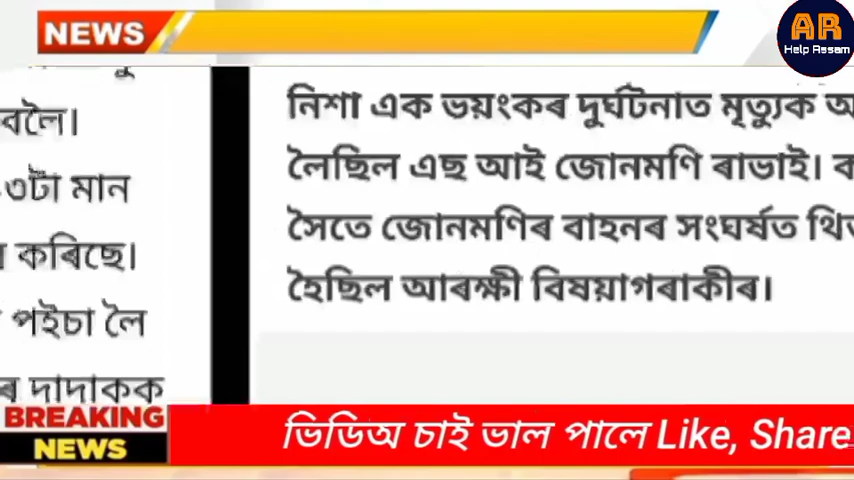 NEWS
AR
Help Assam
বলৈ।
৩টা মান
কৰিছে।
পইচা লৈ
দাদাকক
নিশা এক ভয়ংকৰ দুৰ্ঘটনাত মৃত্যুক
লৈছিল এছ আই জোনমণি ৰাভাই।
সৈতে জোনমণিৰ বাহনৰ সংঘৰ্ষত
হৈছিল আৰক্ষী বিষয়াগৰাকীৰ।
BREAKING
NEWS
ভিডিঅ চাই ভাল পালে Like, Share